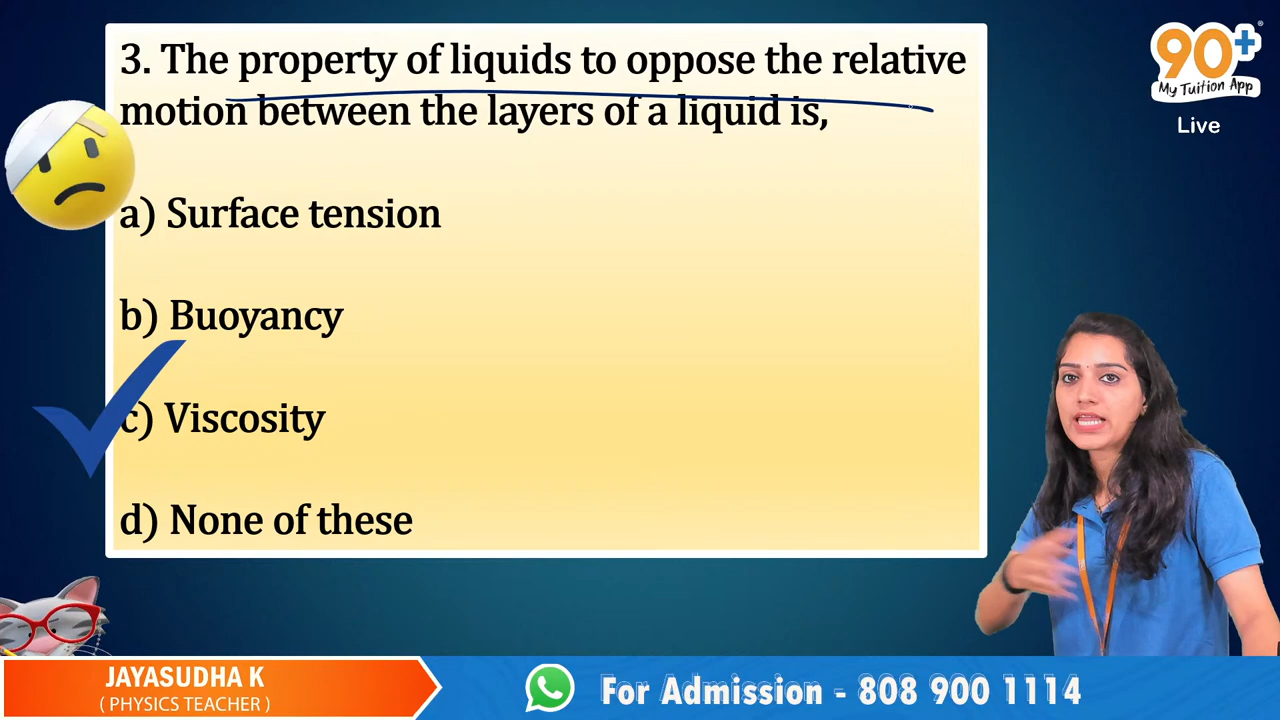 3. The property of liquids to oppose the relative
motion between the layers of a liquid is,
a) Surface tension
b) Buoyancy
c) Viscosity
d) None of these
90+
My Tuition App
Live
JAYASUDHA K
( PHYSICS TEACHER )
For Admission - 808 900 1114